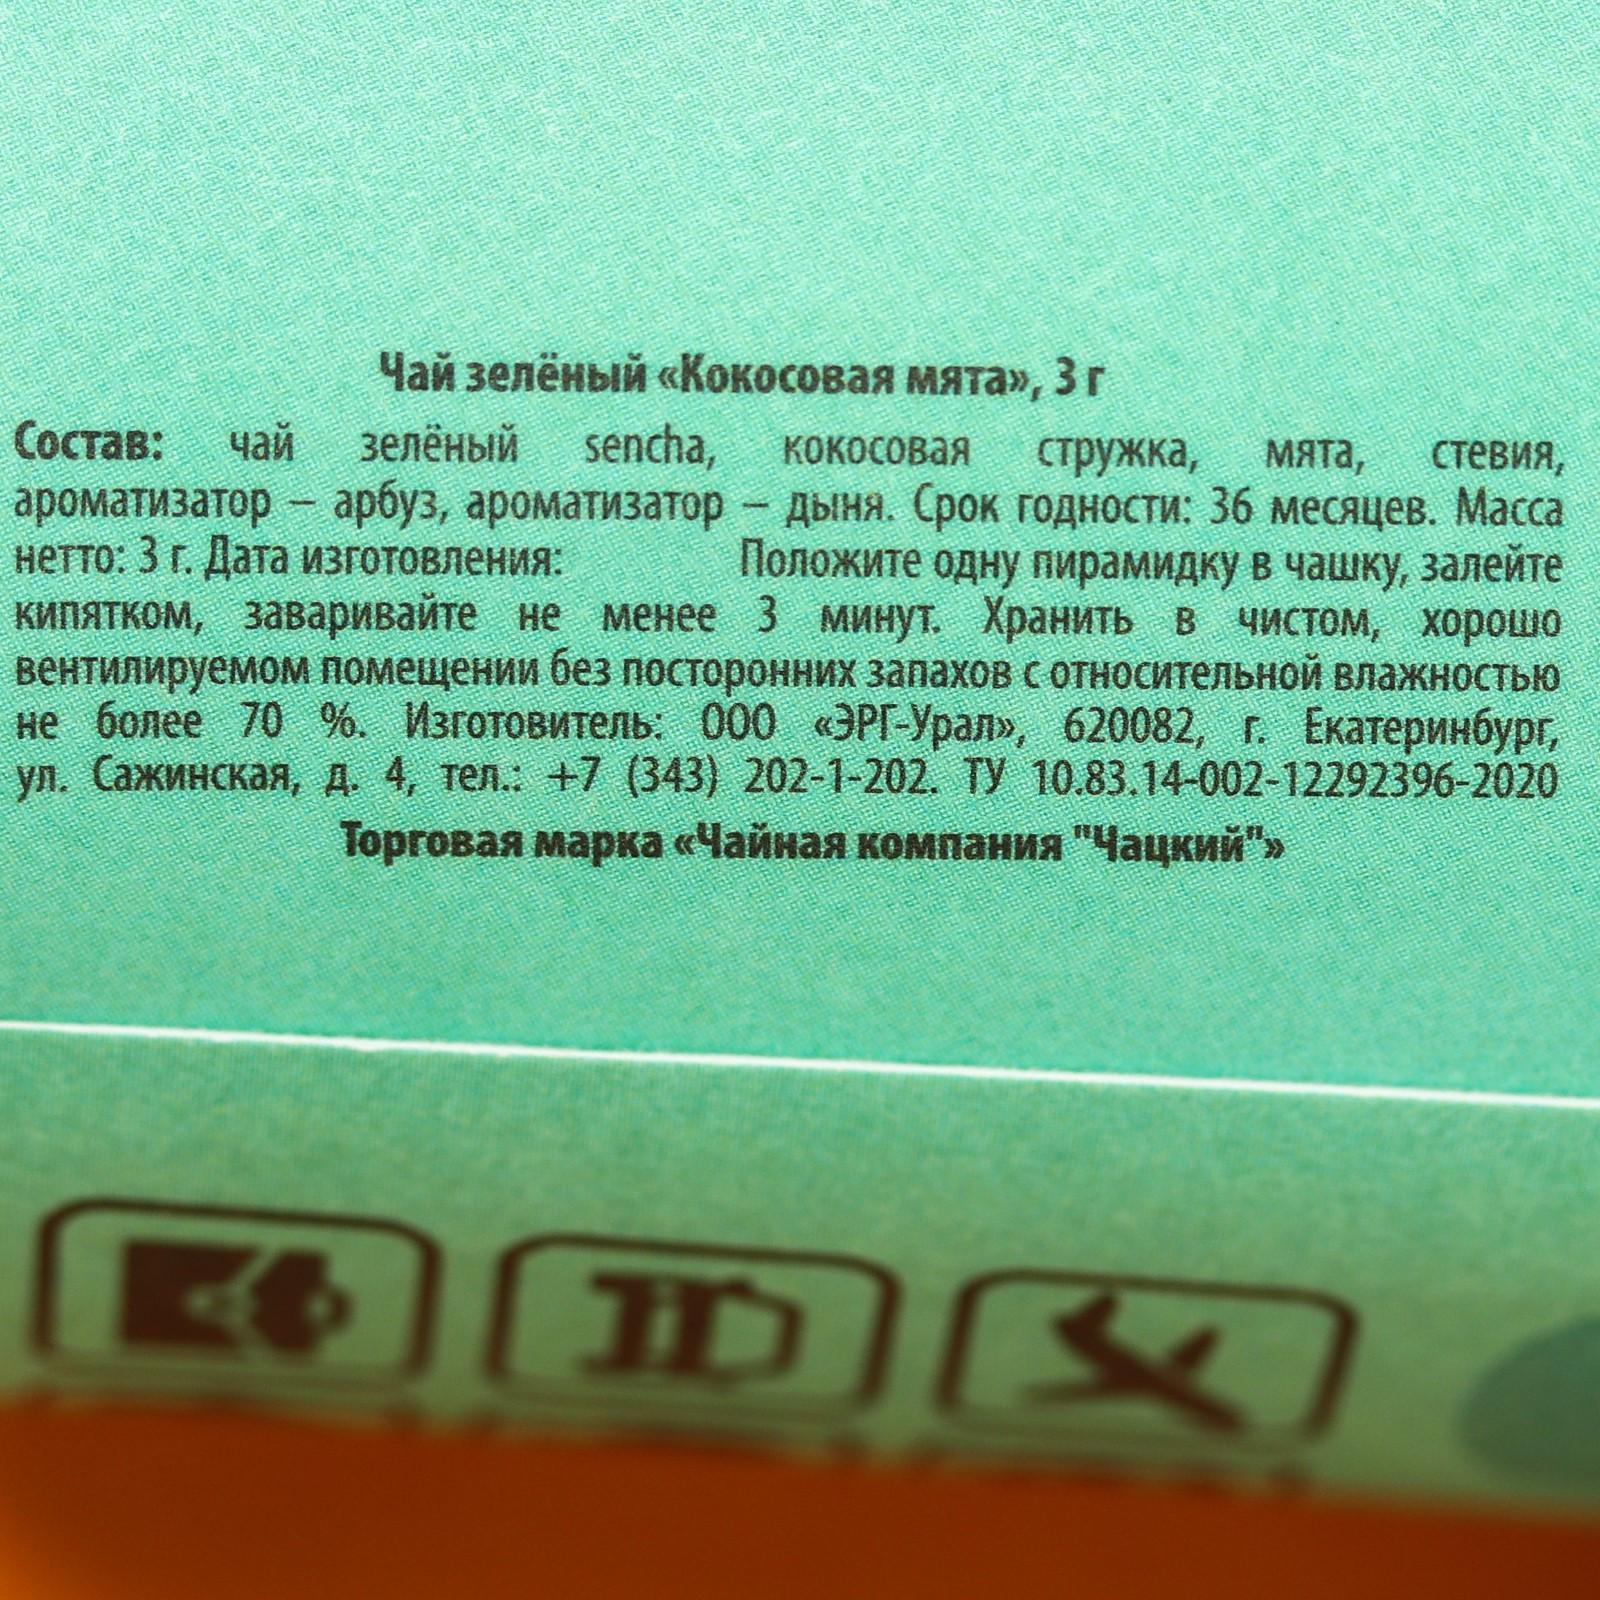 Чай зелёный «Кокосовая мята», 3 г
Состав: чай зелёный sencha, кокосовая стружка, мята, стевия,
ароматизатор – арбуз, ароматизатор – дыня. Срок годности: 36 месяцев. Масса
нетто: 3 г. Дата изготовления: Положите одну пирамидку в чашку, залейте
кипятком, заваривайте не менее 3 минут. Хранить в чистом, хорошо
вентилируемом помещении без посторонних запахов с относительной влажностью
не более 70 %. Изготовитель: ООО «ЭРГ-Урал», 620082, г. Екатеринбург,
ул. Сажинская, д. 4, тел.: +7 (343) 202-1-202. ТУ 10.83.14-002-12292396-2020
Торговая марка «Чайная компания "Чацкий"»